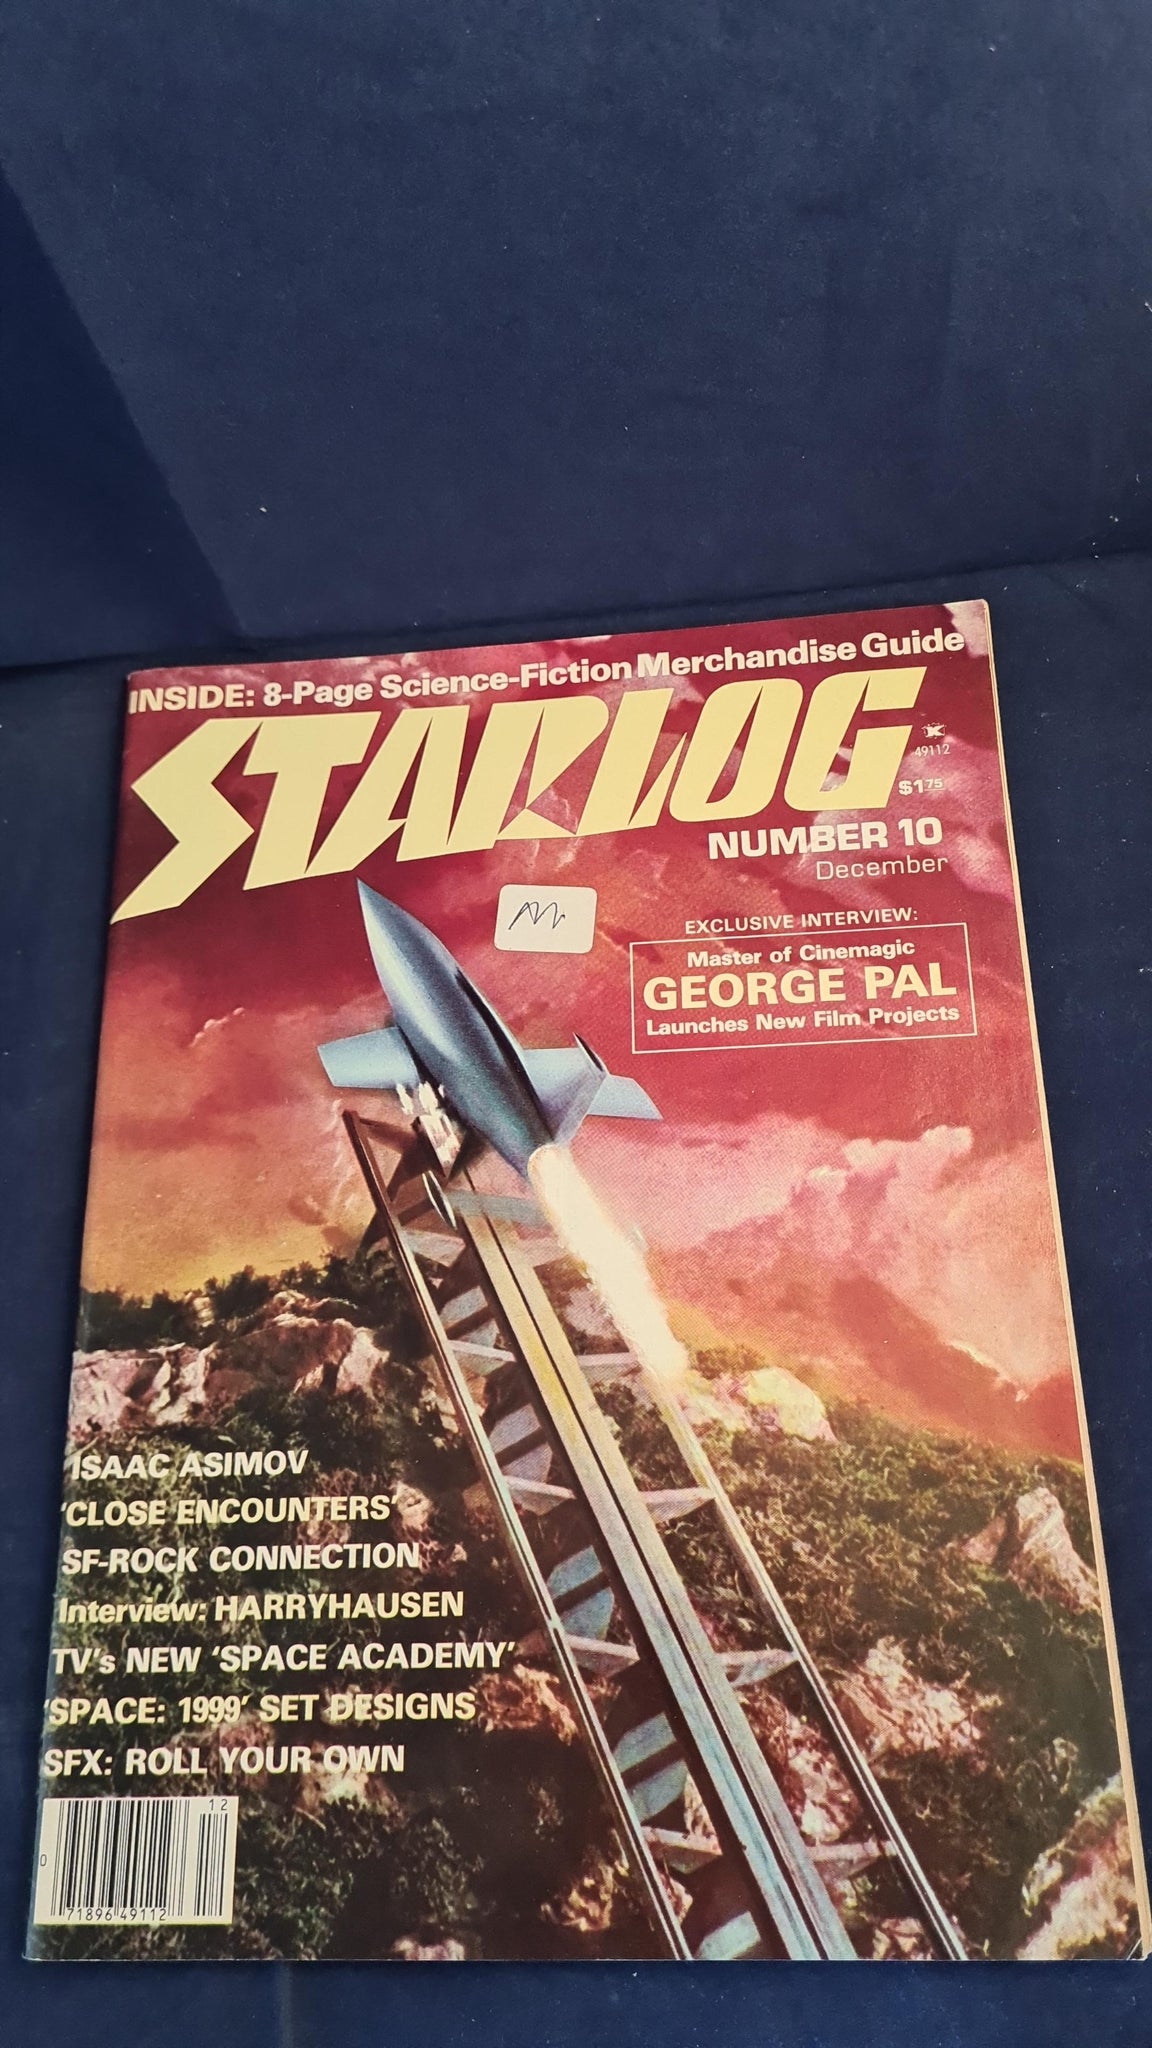 INSIDE: 8-Page Science-Fiction Merchandise Guide
STARLOG
K
49112
$1.75
NUMBER 10
December
EXCLUSIVE INTERVIEW:
Master of Cinemagic
GEORGE PAL
Launches New Film Projects
ISAAC ASIMOV
'CLOSE ENCOUNTERS'
SF-ROCK CONNECTION
Interview: HARRYHAUSEN
TV's NEW 'SPACE ACADEMY'
'SPACE: 1999' SET DESIGNS
SFX: ROLL YOUR OWN
12
0
71896 49112